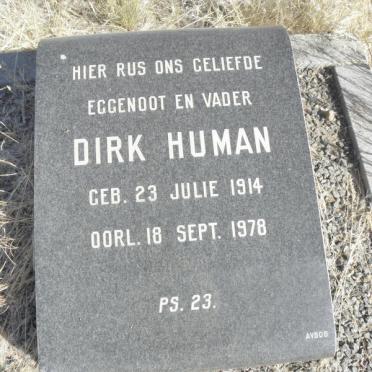 HIER RUS ONS GELIEFDE
EGGENOOT EN VADER
DIRK HUMAN
GEB. 23 JULIE 1914
OORL. 18 SEPT. 1978
PS. 23.
AVBOB